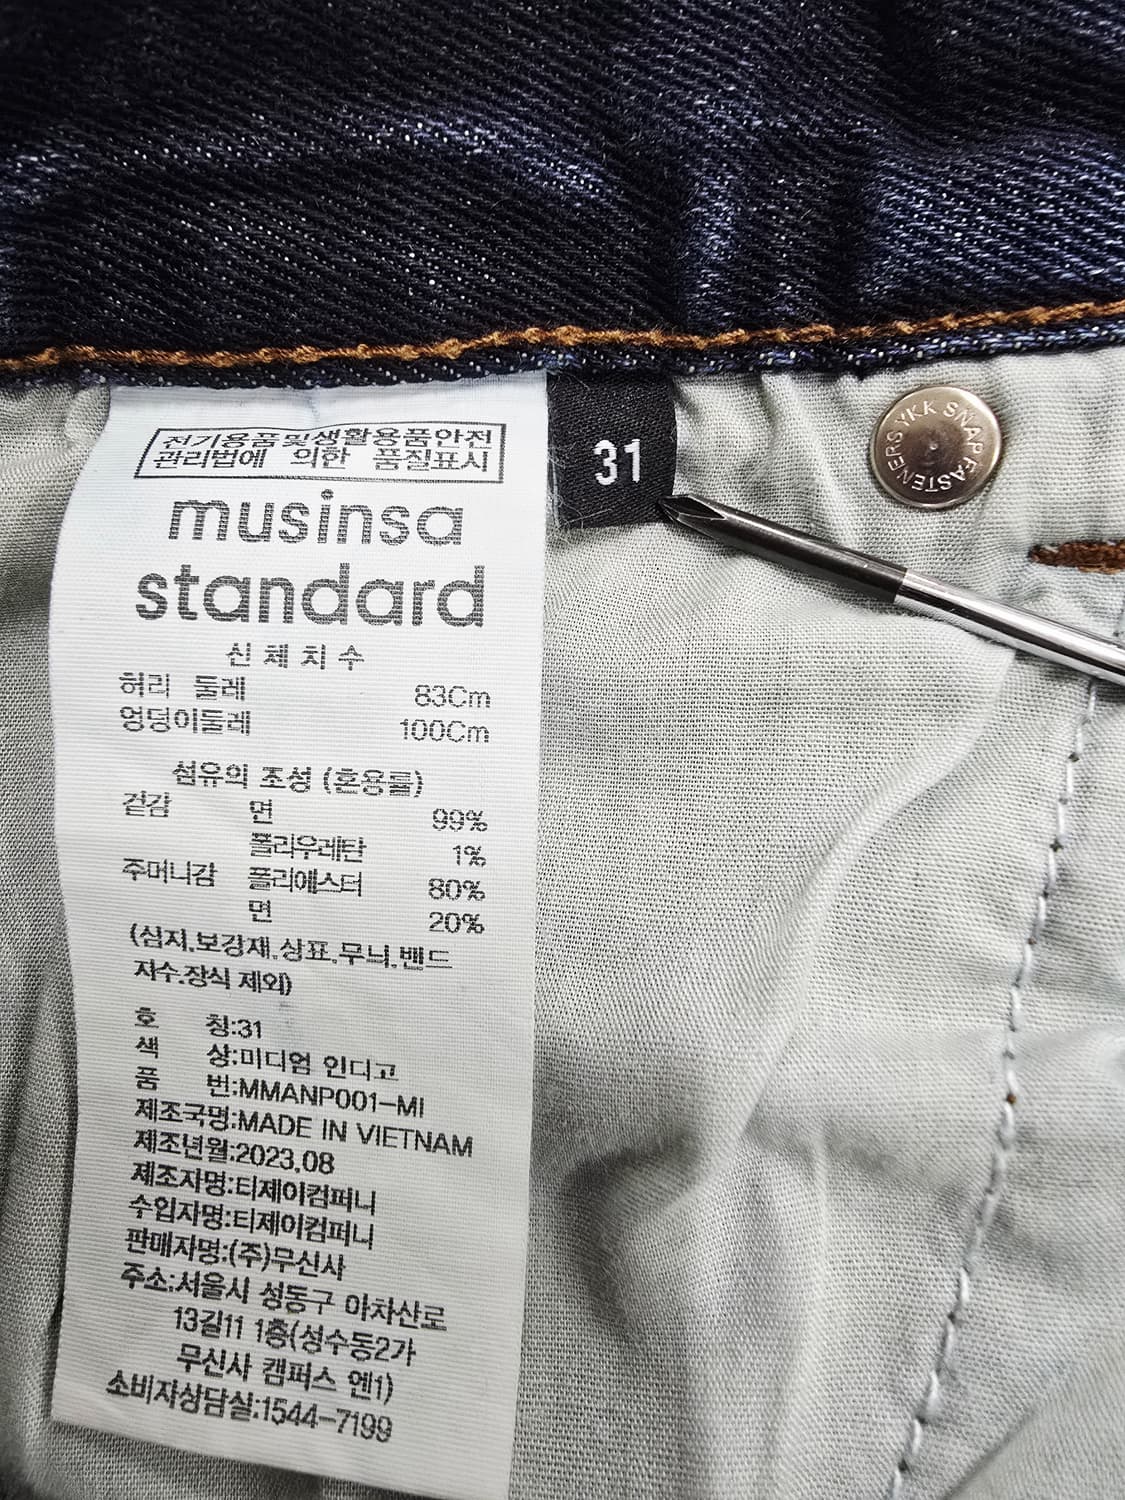 전기용품및생활용품안전
관리법에 의한 품질표시
musinsa
standard
신체치수
허리 둘레 83Cm
엉덩이둘레 100Cm
섬유의 조성 (혼용률)
겉감 면 99%
폴리우레탄 1%
주머니감 폴리에스터 80%
면 20%
(심지.보강재.상표.무늬.밴드
자수.장식 제외)
호 칭:31
색 상:미디엄 인디고
품 번:MMANP001-MI
제조국명:MADE IN VIETNAM
제조년월:2023.08
제조자명:티제이컴퍼니
수입자명:티제이컴퍼니
판매자명:(주)무신사
주소:서울시 성동구 아차산로
13길11 1층(성수동2가
무신사 캠퍼스 엔1)
소비자상담실:1544-7199
31
YKK SNAP FASTENERS